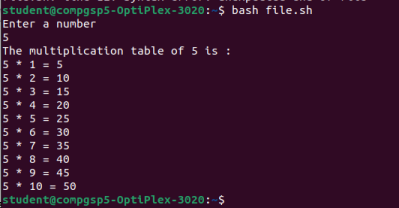 student@compgsp5-OptiPlex-3020:~$ bash file.sh
Enter a number
5
The multiplication table of 5 is :
5 * 1 = 5
5 * 2 = 10
5 * 3 = 15
5 * 4 = 20
5 * 5 = 25
5 * 6 = 30
5 * 7 = 35
5 * 8 = 40
5 * 9 = 45
5 * 10 = 50
student@compgsp5-OptiPlex-3020:~$